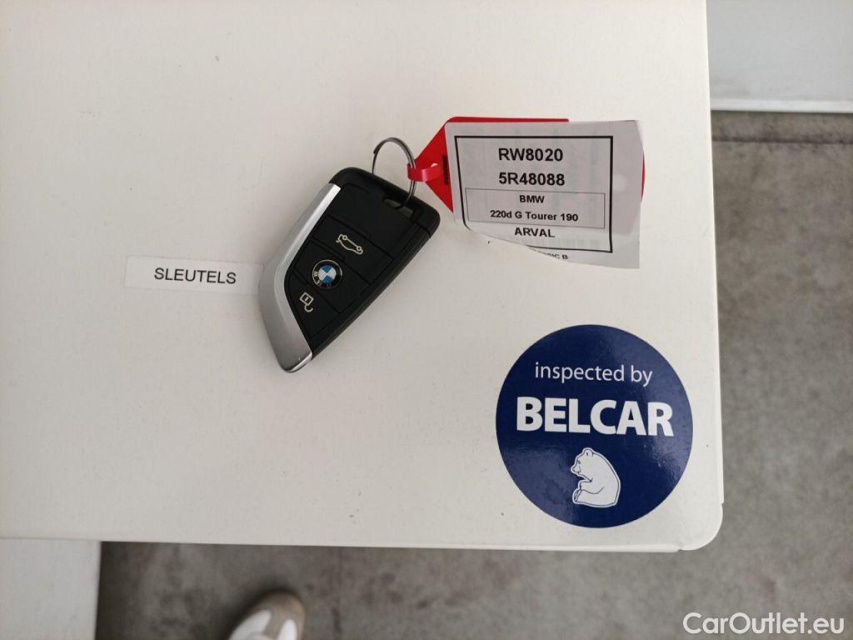 RW8020
5R48088
BMW
220d G Tourer 190
ARVAL
SLEUTELS
inspected by
BELCAR
CarOutlet.eu